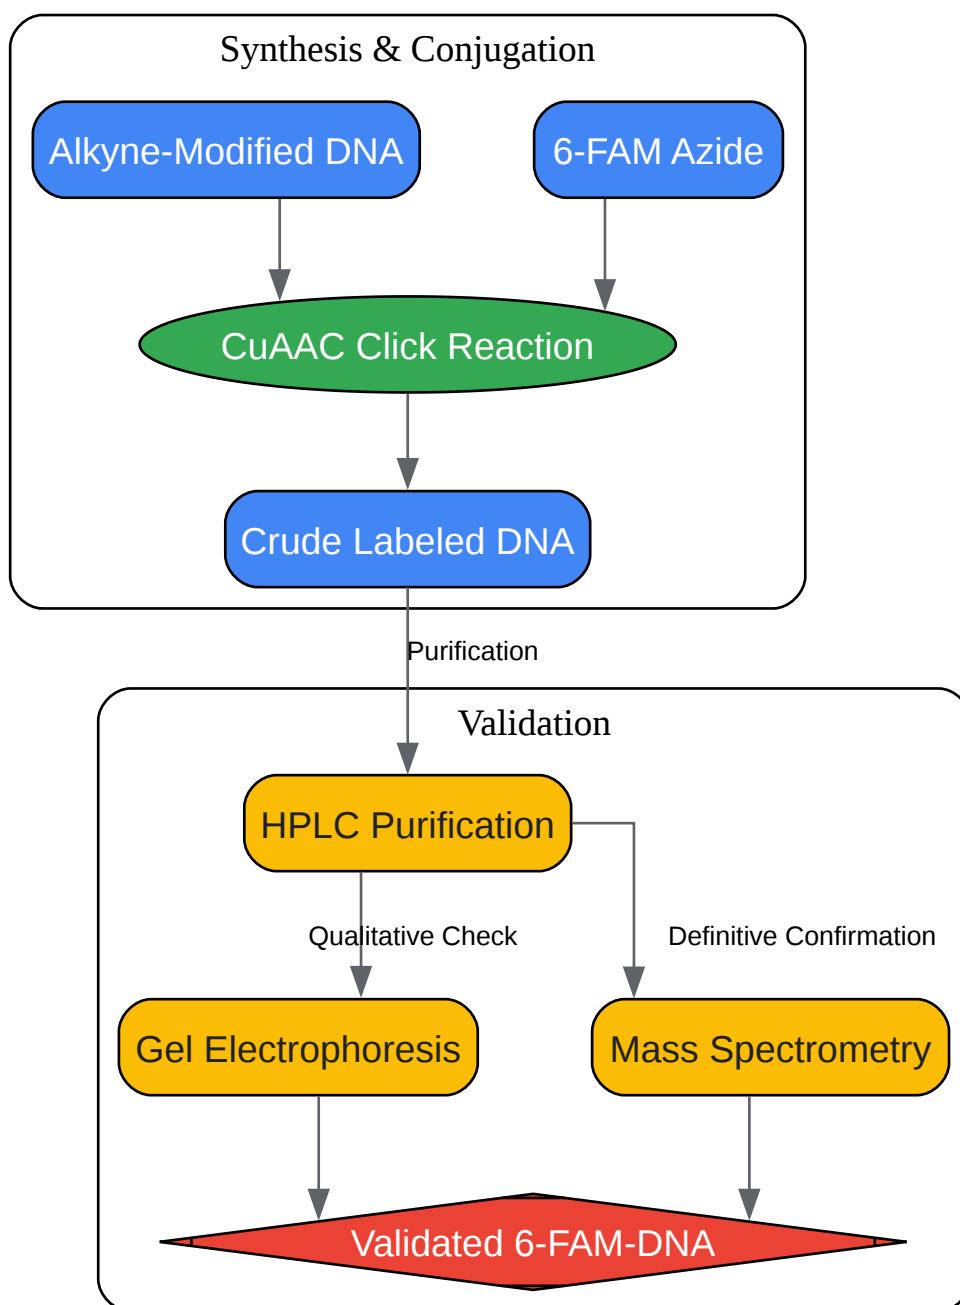 Synthesis & Conjugation
Alkyne-Modified DNA
6-FAM Azide
CuAAC Click Reaction
Crude Labeled DNA
Purification
Validation
HPLC Purification
Qualitative Check
Definitive Confirmation
Gel Electrophoresis
Mass Spectrometry
Validated 6-FAM-DNA